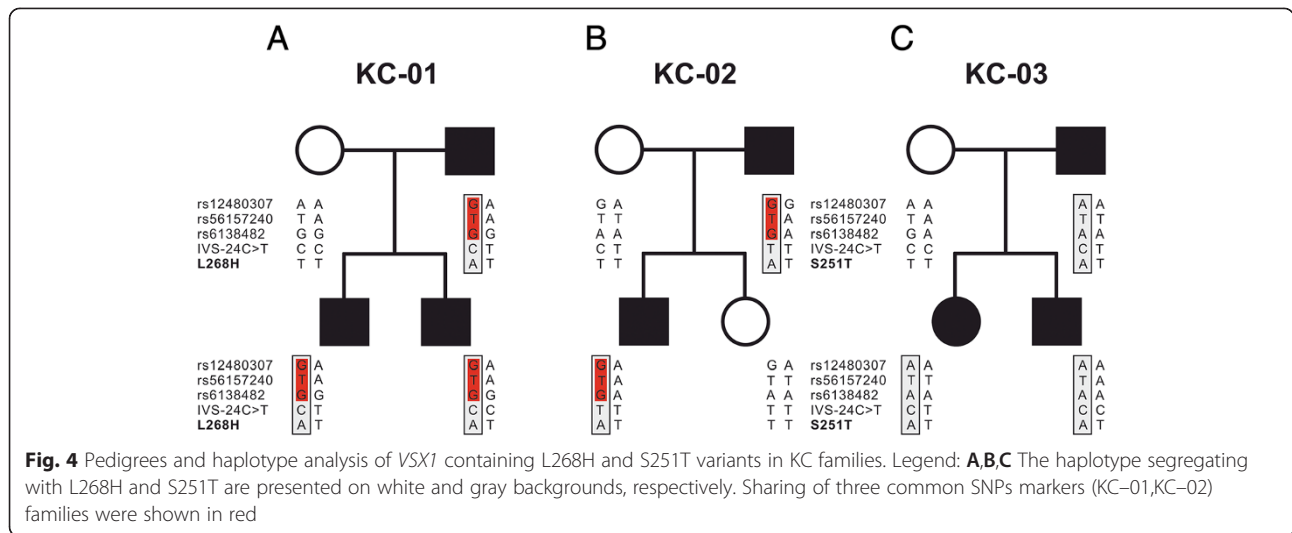 A
B
C
KC-01
KC-02
KC-03
rs12480307 A A G A G A G G rs12480307 A A A A
rs56157240 T A T A T T T A rs56157240 T A T T
rs6138482 G G G G A A G A rs6138482 G A A A
IVS-24C>T C C C T C T T T IVS-24C>T C C C T
L268H T T A T T T A T S251T T T A T
rs12480307 G A G A G A G A rs12480307 A A A A
rs56157240 T A T A T A T T rs56157240 T T T A
rs6138482 G G G G G A A T rs6138482 A A A A
IVS-24C>T C T C C T T T T IVS-24C>T C T C C
L268H A T A T A T T T S251T A T A T
Fig. 4 Pedigrees and haplotype analysis of VSX1 containing L268H and S251T variants in KC families. Legend: A,B,C The haplotype segregating
with L268H and S251T are presented on white and gray backgrounds, respectively. Sharing of three common SNPs markers (KC–01,KC–02)
families were shown in red